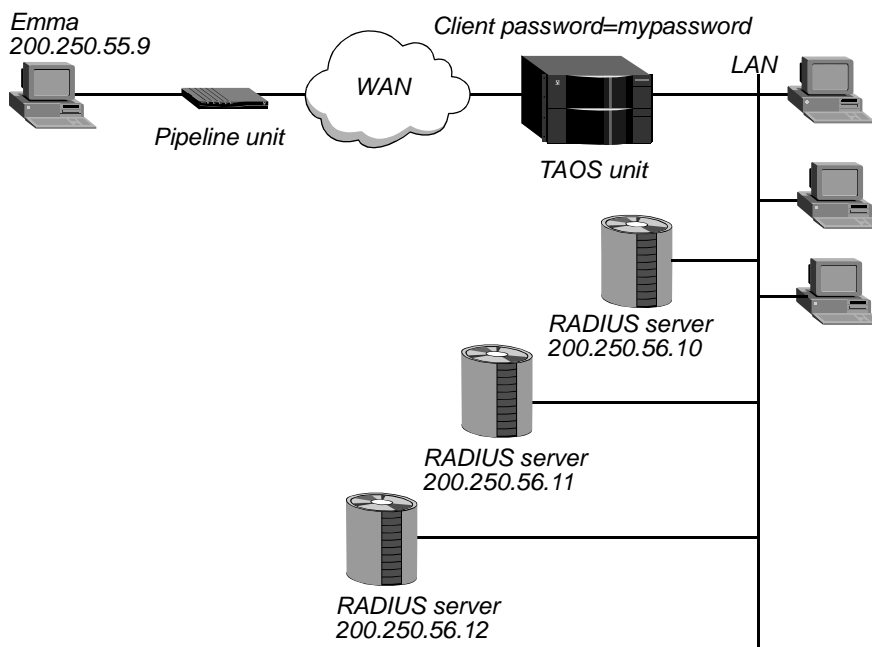 Emma
200.250.55.9
Client password=mypassword
WAN
LAN
Pipeline unit
TAOS unit
RADIUS server
200.250.56.10
RADIUS server
200.250.56.11
RADIUS server
200.250.56.12